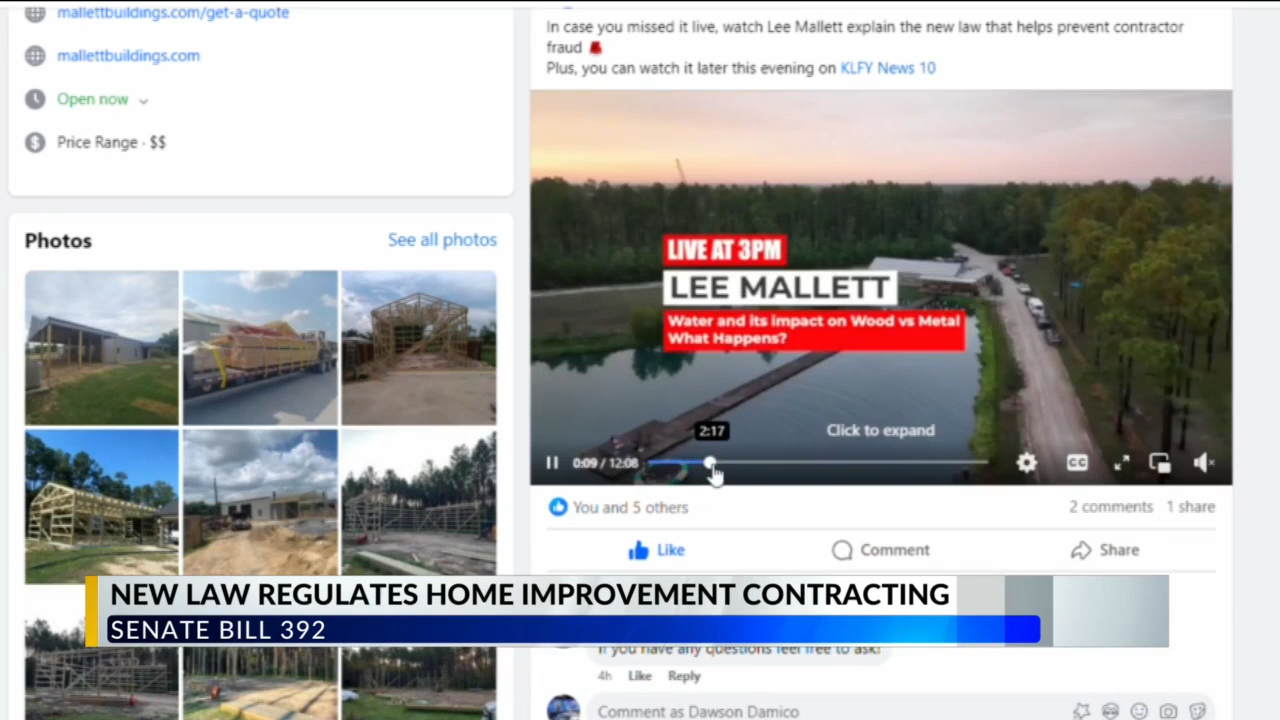 mallettbuildings.com/get-a-quote
mallettbuildings.com
Open now
Price Range · $$
Photos
See all photos
In case you missed it live, watch Lee Mallett explain the new law that helps prevent contractor
fraud
Plus, you can watch it later this evening on KLFY News 10
LIVE AT 3PM
LEE MALLETT
Water and its impact on Wood vs Metal
What Happens?
2:17
Click to expand
0:09 / 12:08
CC
You and 5 others
2 comments
1 share
Like
Comment
Share
NEW LAW REGULATES HOME IMPROVEMENT CONTRACTING
SENATE BILL 392
If you have any questions feel free to ask!
4h
Like
Reply
Comment as Dawson Damico